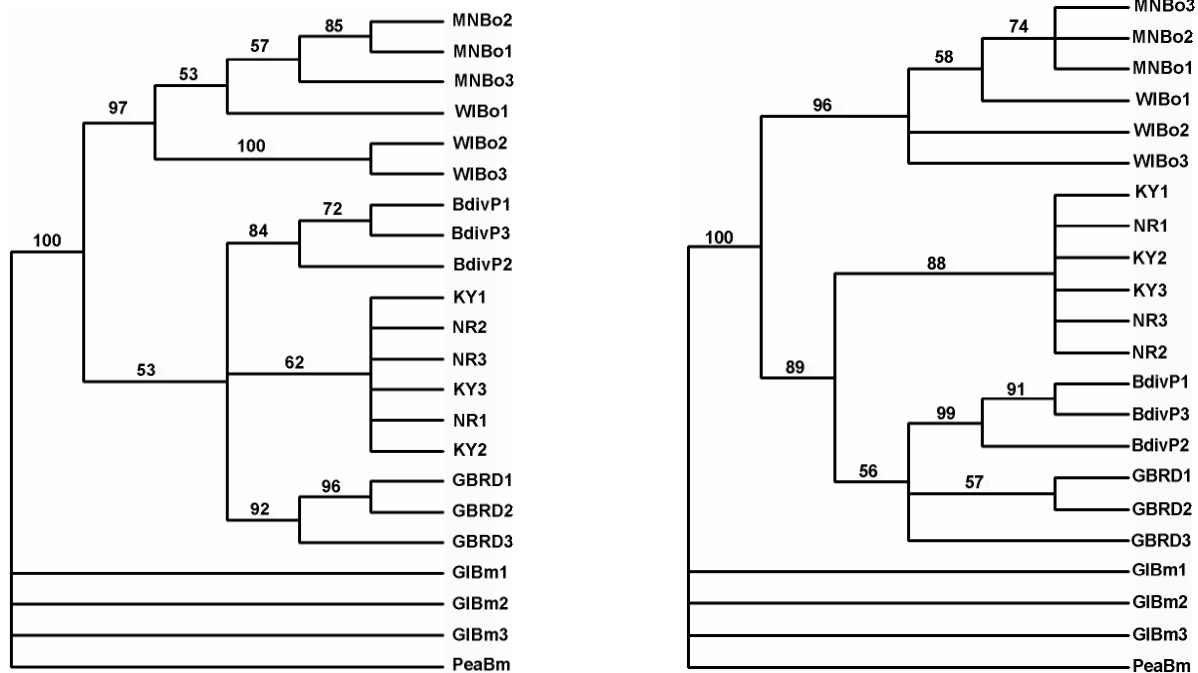 MNBo2
85
MNBo1
57
MNBo3
53
WIBo1
97
WIBo2
100
WIBo3
BdivP1
72
BdivP3
84
BdivP2
100
KY1
NR2
NR3
62
53
KY3
NR1
KY2
GBRD1
96
GBRD2
92
GBRD3
GIBm1
GIBm2
GIBm3
PeaBm
MNBo3
74
MNBo2
58
MNBo1
WIBo1
96
WIBo2
WIBo3
KY1
NR1
100
KY2
88
KY3
NR3
NR2
89
BdivP1
91
BdivP3
99
BdivP2
56
GBRD1
57
GBRD2
GBRD3
GIBm1
GIBm2
GIBm3
PeaBm